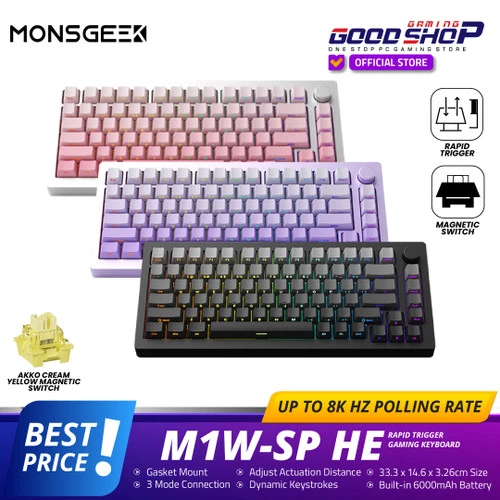 MONSGEEK
GAMING
GOODSHOP
ONE STOP PC GAMING STORE
OFFICIAL STORE
RAPID
TRIGGER
MAGNETIC
SWITCH
AKKO CREAM
YELLOW MAGNETIC
SWITCH
UP TO 8K HZ POLLING RATE
BEST
PRICE!
M1W-SP HE
RAPID TRIGGER
GAMING KEYBOARD
• Gasket Mount
• Adjust Actuation Distance
• 33.3 x 14.6 x 3.26cm Size
• 3 Mode Connection
• Dynamic Keystrokes
• Built-in 6000mAh Battery